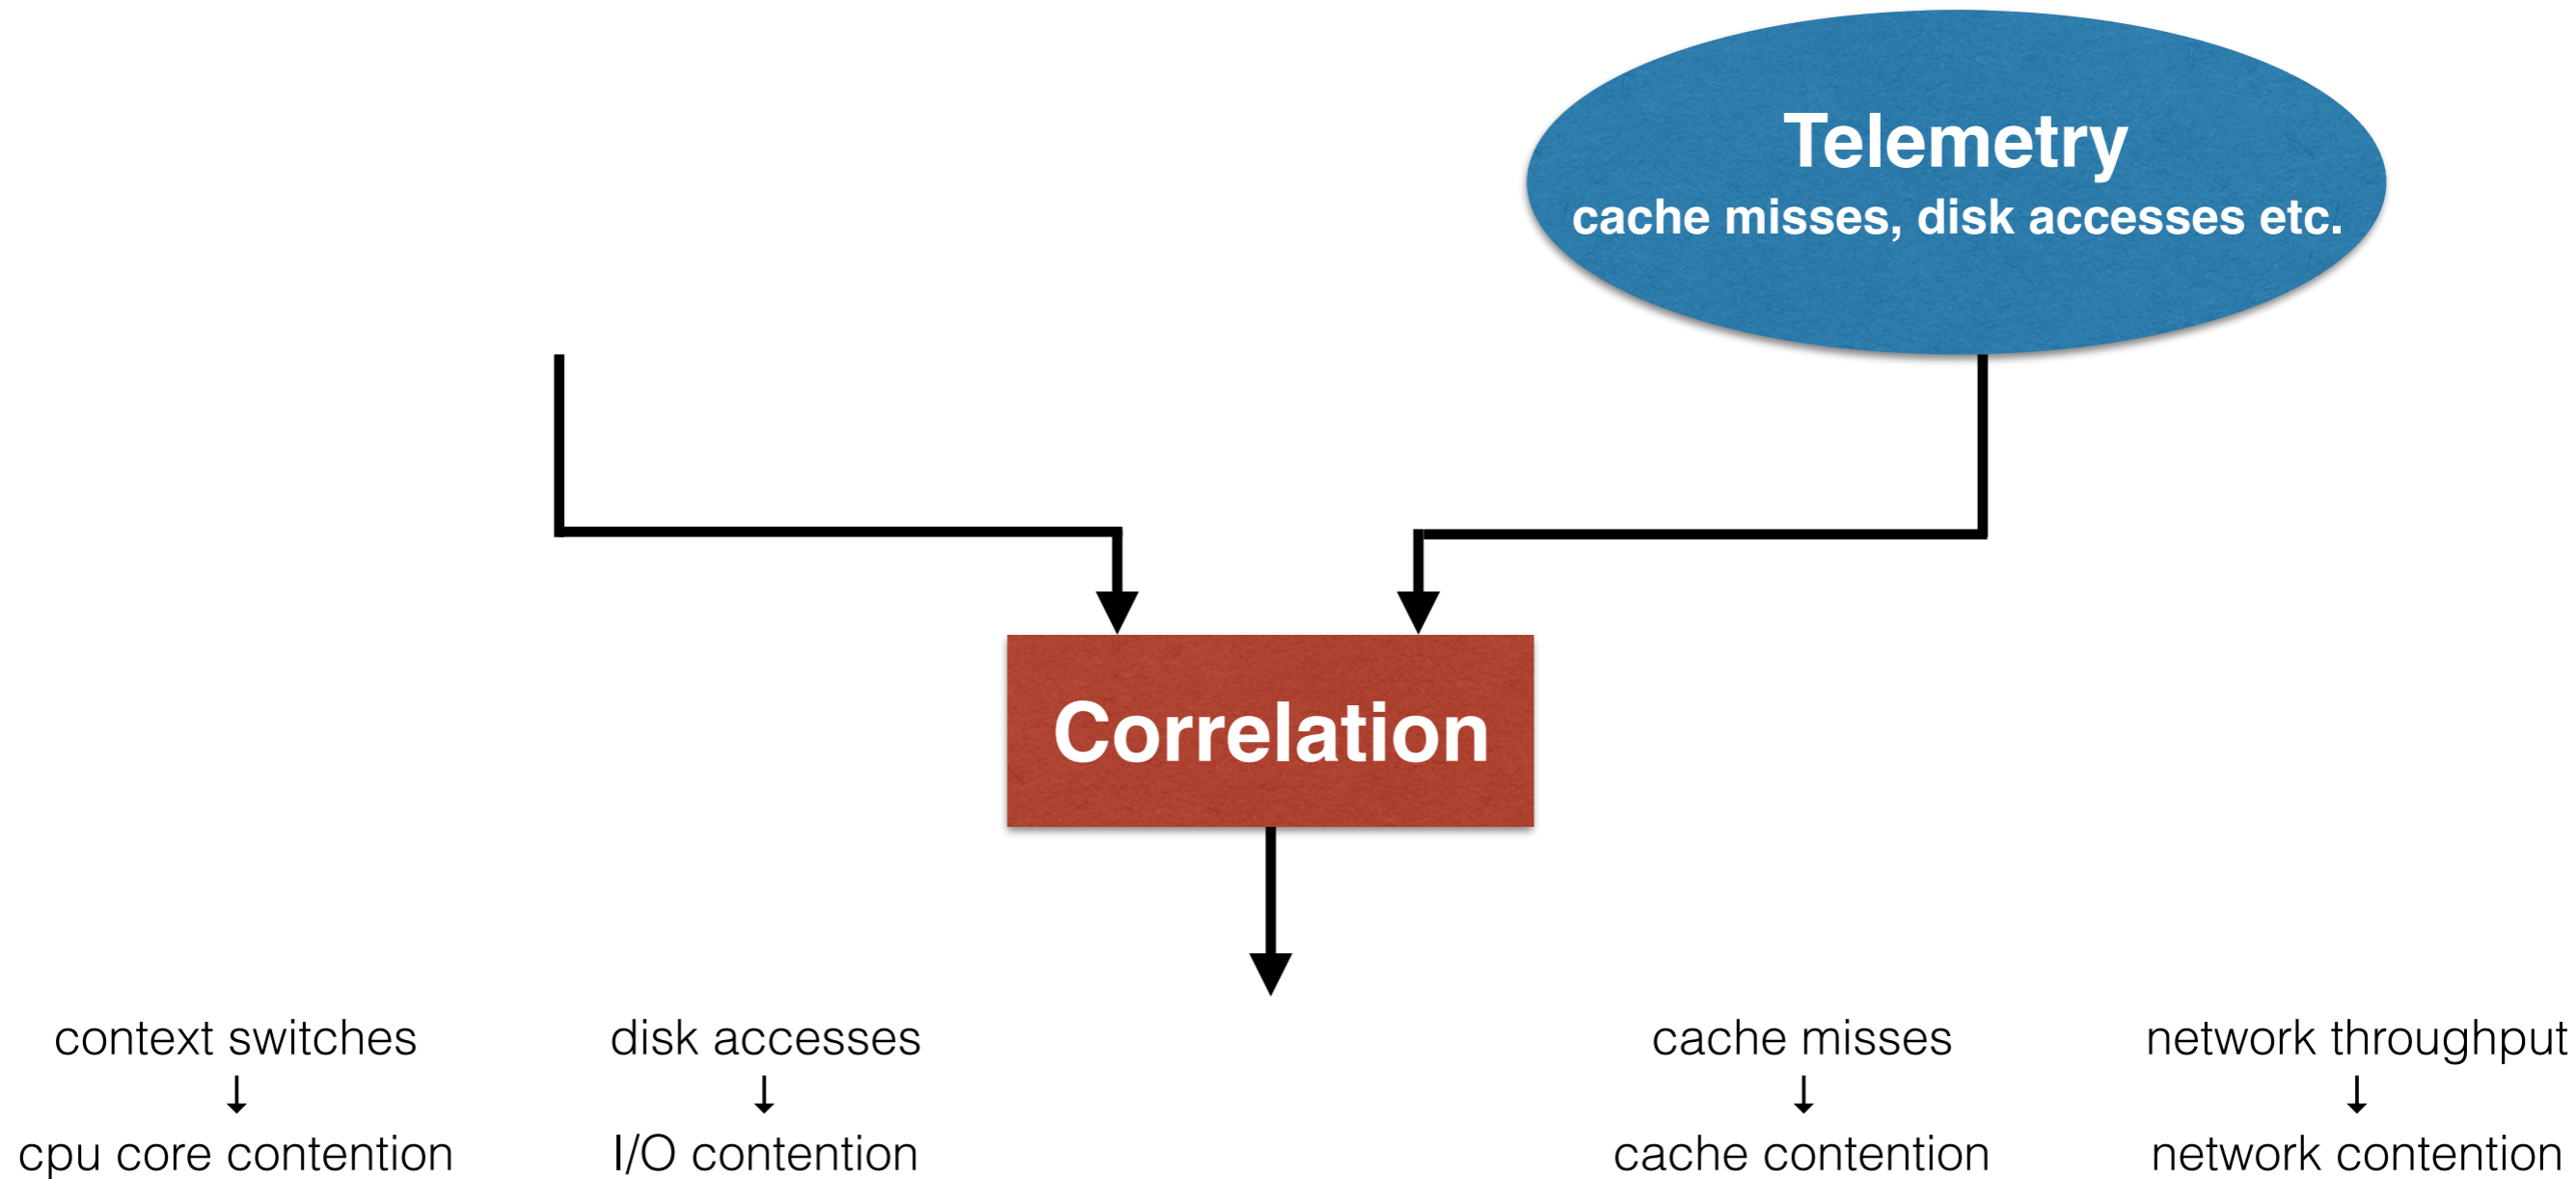 Telemetry
cache misses, disk accesses etc.
Correlation
context switches
↓
cpu core contention
disk accesses
↓
I/O contention
cache misses
↓
cache contention
network throughput
↓
network contention